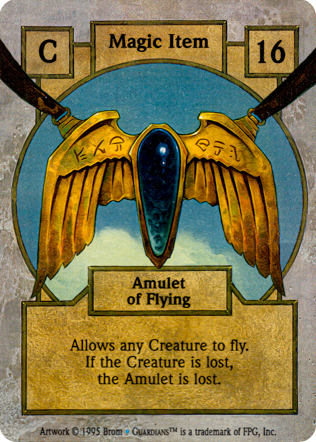 C
Magic Item
16
Amulet
of Flying
Allows any Creature to fly.
If the Creature is lost,
the Amulet is lost.
Artwork © 1995 Brom GUARDIANS™ is a trademark of FPG, Inc.